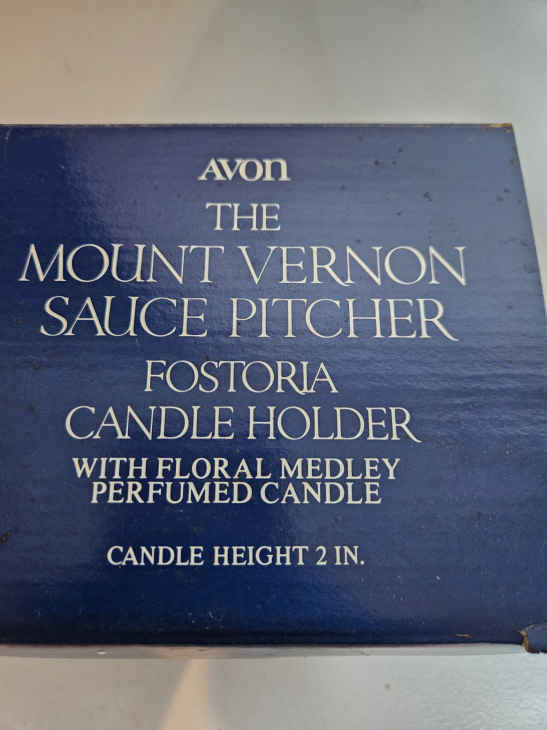 AVON
THE
MOUNT VERNON
SAUCE PITCHER
FOSTORIA
CANDLE HOLDER
WITH FLORAL MEDLEY
PERFUMED CANDLE
CANDLE HEIGHT 2 IN.